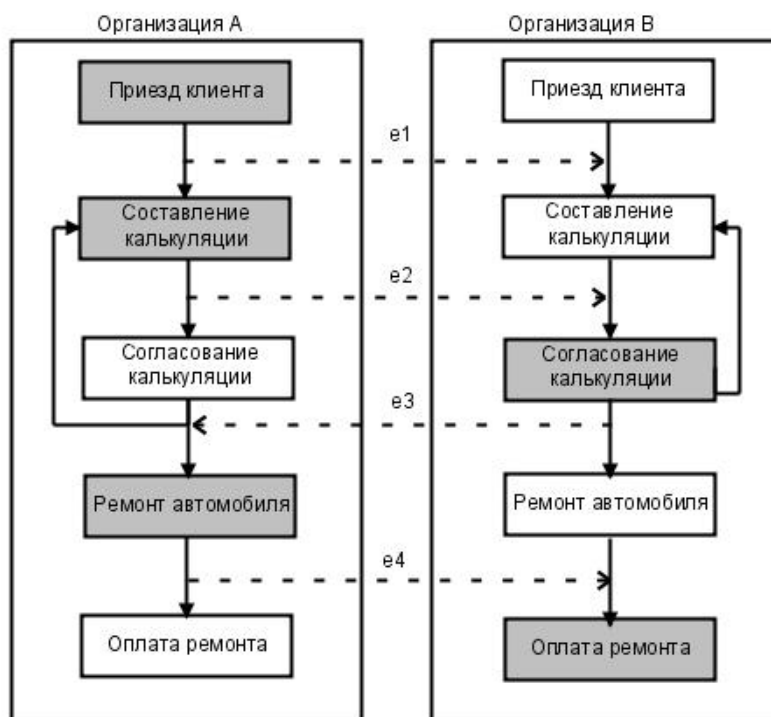 Организация А
Организация В
Приезд клиента
Приезд клиента
e1
Составление
калькуляции
Составление
калькуляции
e2
Согласование
калькуляции
Согласование
калькуляции
e3
Ремонт автомобиля
Ремонт автомобиля
e4
Оплата ремонта
Оплата ремонта